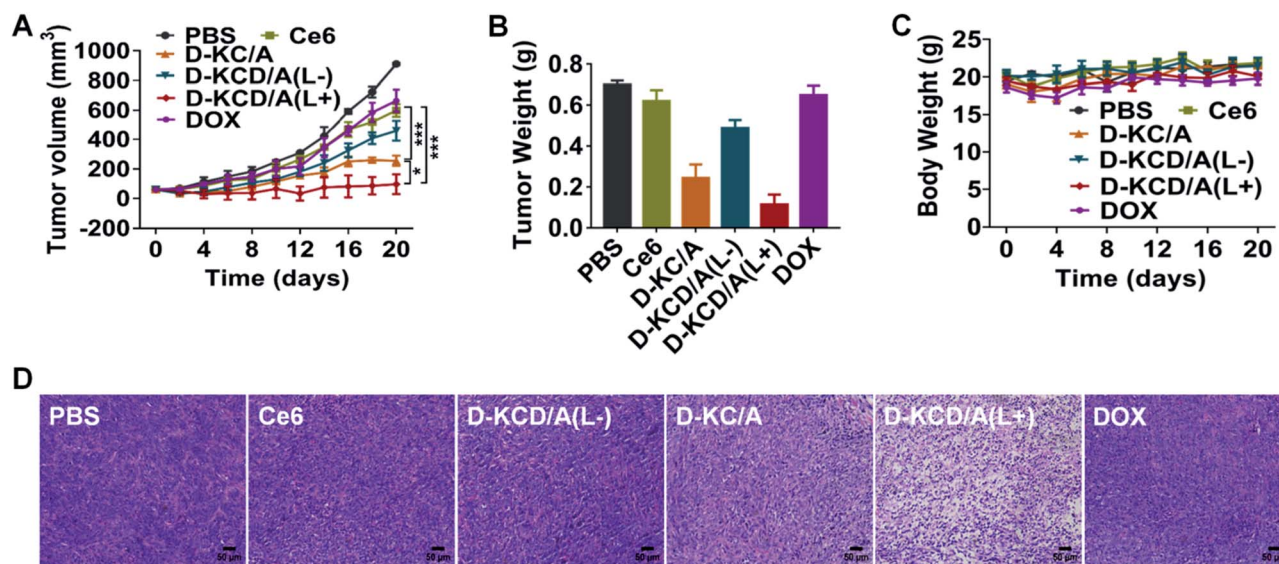 A
PBS Ce6
D-KC/A
D-KCD/A(L-)
D-KCD/A(L+)
DOX
Tumor volume (mm3)
1000
800
600
400
200
0
-200
0 4 8 12 16 20
Time (days)
***
***
*
B
Tumor Weight (g)
0.8
0.6
0.4
0.2
0.0
PBS
Ce6
D-KC/A
D-KCD/A(L-)
D-KCD/A(L+)
DOX
C
Body Weight (g)
25
20
15
10
5
0
PBS Ce6
D-KC/A
D-KCD/A(L-)
D-KCD/A(L+)
DOX
0 4 8 12 16 20
Time (days)
D
PBS Ce6 D-KCD/A(L-) D-KC/A D-KCD/A(L+) DOX
50 μm 50 μm 50 μm 50 μm 50 μm 50 μm